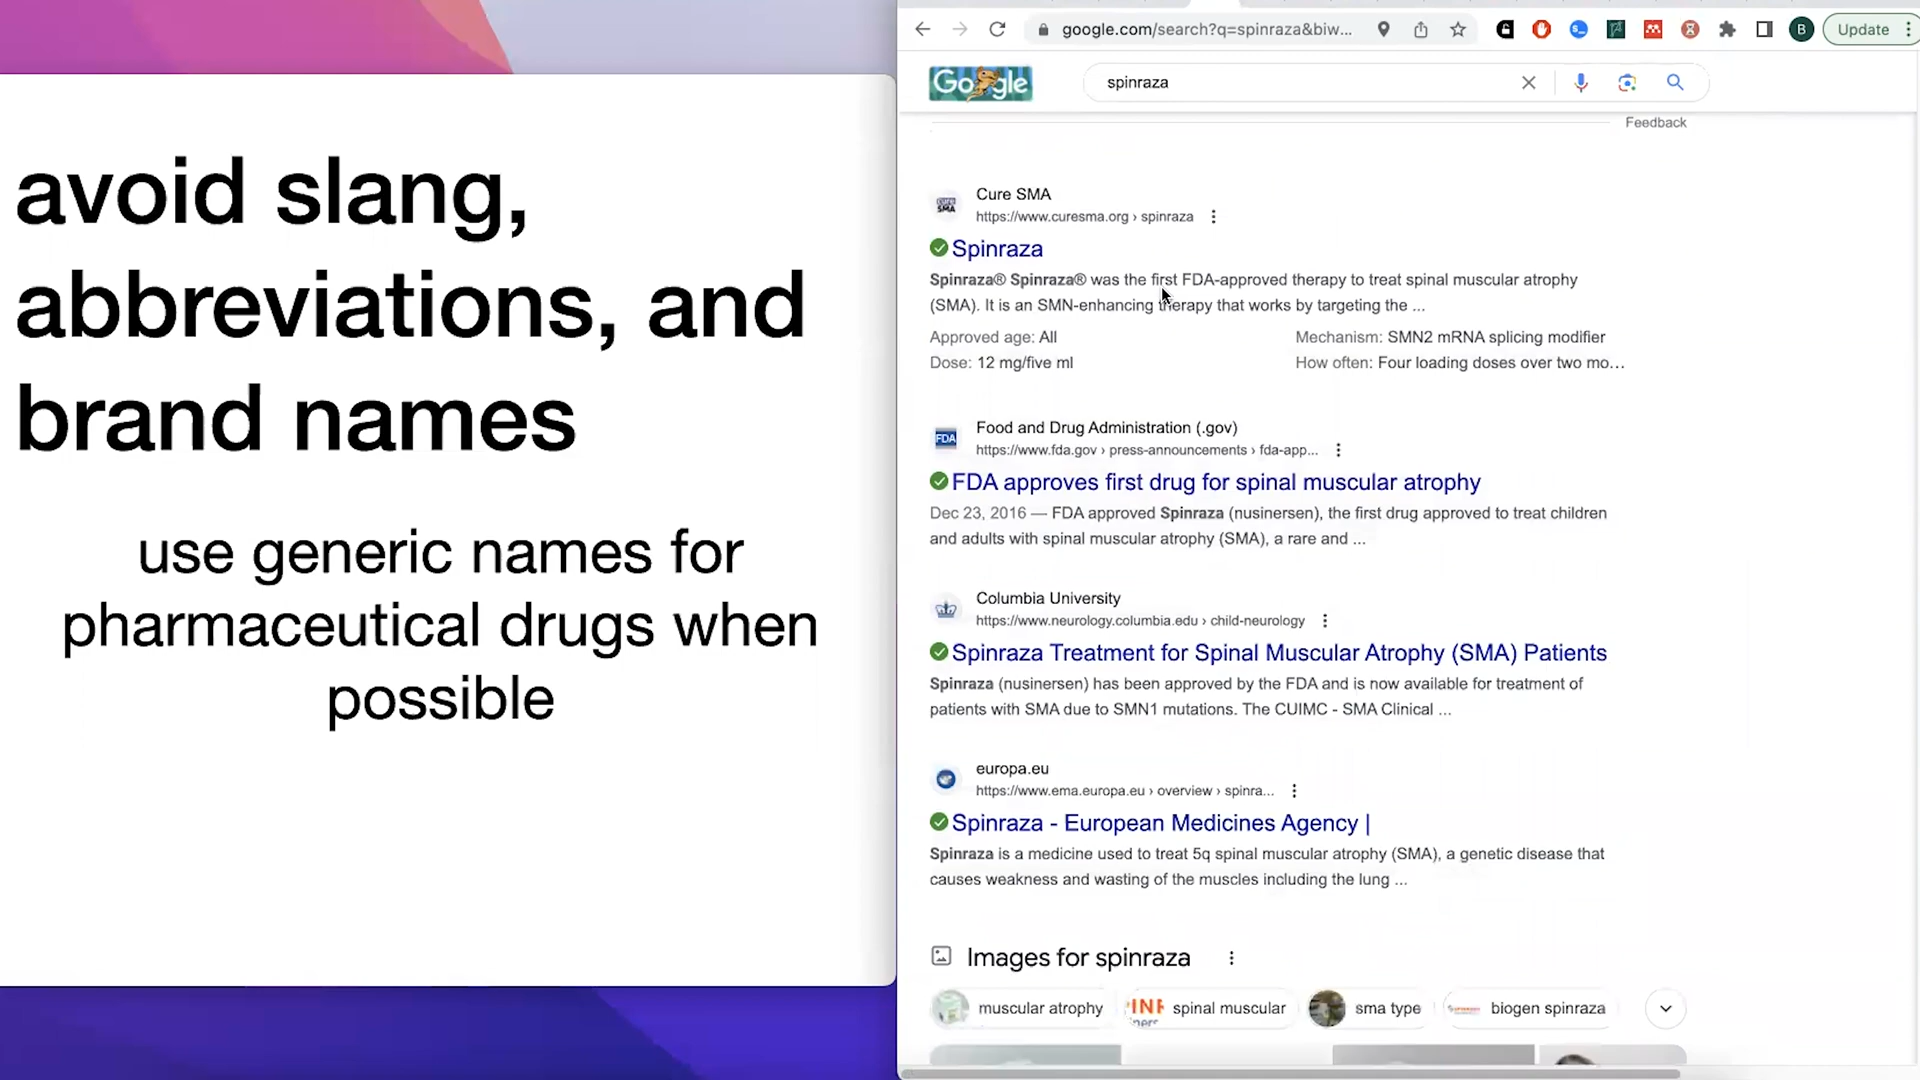 avoid slang,
abbreviations, and
brand names
use generic names for
pharmaceutical drugs when
possible
google.com/search?q=spinraza&biw...
B
Update
Google
spinraza
Feedback
cure SMA
Cure SMA
https://www.curesma.org › spinraza
Spinraza
Spinraza® Spinraza® was the first FDA-approved therapy to treat spinal muscular atrophy
(SMA). It is an SMN-enhancing therapy that works by targeting the ...
Approved age: All
Mechanism: SMN2 mRNA splicing modifier
Dose: 12 mg/five ml
How often: Four loading doses over two mo...
FDA
Food and Drug Administration (.gov)
https://www.fda.gov › press-announcements › fda-app...
FDA approves first drug for spinal muscular atrophy
Dec 23, 2016 — FDA approved Spinraza (nusinersen), the first drug approved to treat children
and adults with spinal muscular atrophy (SMA), a rare and ...
Columbia University
https://www.neurology.columbia.edu › child-neurology
Spinraza Treatment for Spinal Muscular Atrophy (SMA) Patients
Spinraza (nusinersen) has been approved by the FDA and is now available for treatment of
patients with SMA due to SMN1 mutations. The CUIMC - SMA Clinical ...
europa.eu
https://www.ema.europa.eu › overview › spinra...
Spinraza - European Medicines Agency |
Spinraza is a medicine used to treat 5q spinal muscular atrophy (SMA), a genetic disease that
causes weakness and wasting of the muscles including the lung ...
Images for spinraza
muscular atrophy
spinal muscular
sma type
biogen spinraza